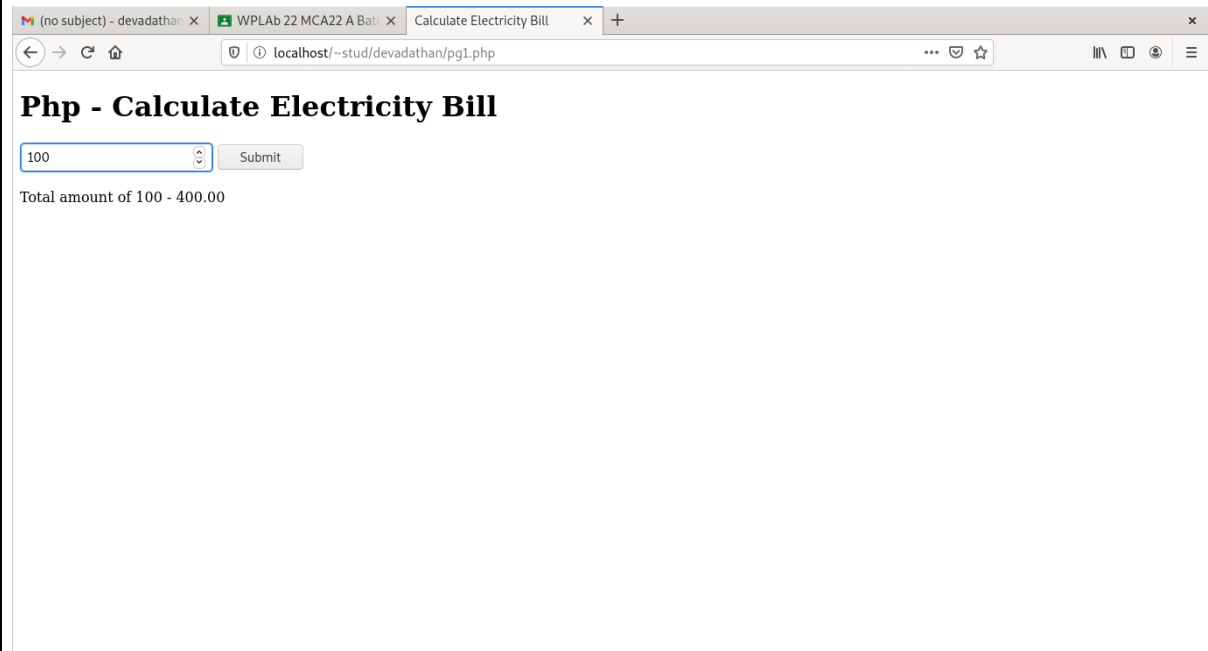 (no subject) - devadathan
WPLAb 22 MCA22 A Batc
Calculate Electricity Bill
localhost/~stud/devadathan/pg1.php
Php - Calculate Electricity Bill
100
Submit
Total amount of 100 - 400.00